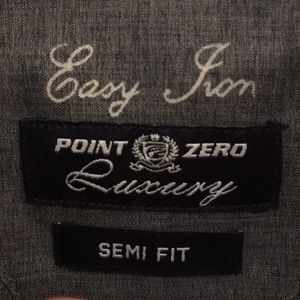 Easy Iron
POINT ZERO
Luxury
SEMI FIT